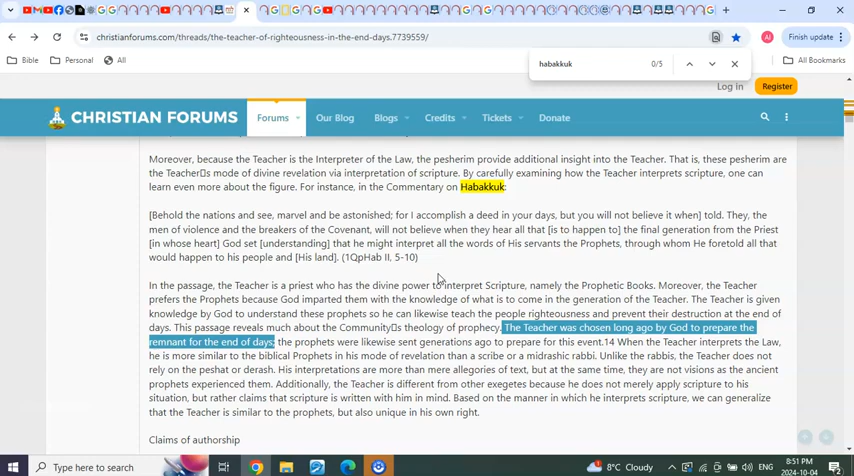 christianforums.com/threads/the-teacher-of-righteousness-in-the-end-days.7739559/
AI
Finish update
Bible
Personal
All
All Bookmarks
habakkuk
0/5
Log in
Register
CHRISTIAN FORUMS
Forums
Our Blog
Blogs
Credits
Tickets
Donate
Moreover, because the Teacher is the Interpreter of the Law, the pesherim provide additional insight into the Teacher. That is, these pesherim are
the Teacher▯s mode of divine revelation via interpretation of scripture. By carefully examining how the Teacher interprets scripture, one can
learn even more about the figure. For instance, in the Commentary on Habakkuk:
[Behold the nations and see, marvel and be astonished; for I accomplish a deed in your days, but you will not believe it when] told. They, the
men of violence and the breakers of the Covenant, will not believe when they hear all that [is to happen to] the final generation from the Priest
[in whose heart] God set [understanding] that he might interpret all the words of His servants the Prophets, through whom He foretold all that
would happen to his people and [His land]. (1QpHab II, 5-10)
In the passage, the Teacher is a priest who has the divine power to interpret Scripture, namely the Prophetic Books. Moreover, the Teacher
prefers the Prophets because God imparted them with the knowledge of what is to come in the generation of the Teacher. The Teacher is given
knowledge by God to understand these prophets so he can likewise teach the people righteousness and prevent their destruction at the end of
days. This passage reveals much about the Community▯s theology of prophecy. The Teacher was chosen long ago by God to prepare the
remnant for the end of days; the prophets were likewise sent generations ago to prepare for this event.14 When the Teacher interprets the Law,
he is more similar to the biblical Prophets in his mode of revelation than a scribe or a midrashic rabbi. Unlike the rabbis, the Teacher does not
rely on the peshat or derash. His interpretations are more than mere allegories of text, but at the same time, they are not visions as the ancient
prophets experienced them. Additionally, the Teacher is different from other exegetes because he does not merely apply scripture to his
situation, but rather claims that scripture is written with him in mind. Based on the manner in which he interprets scripture, we can generalize
that the Teacher is similar to the prophets, but also unique in his own right.
Claims of authorship
Type here to search
8°C Cloudy
8:51 PM
2024-10-04